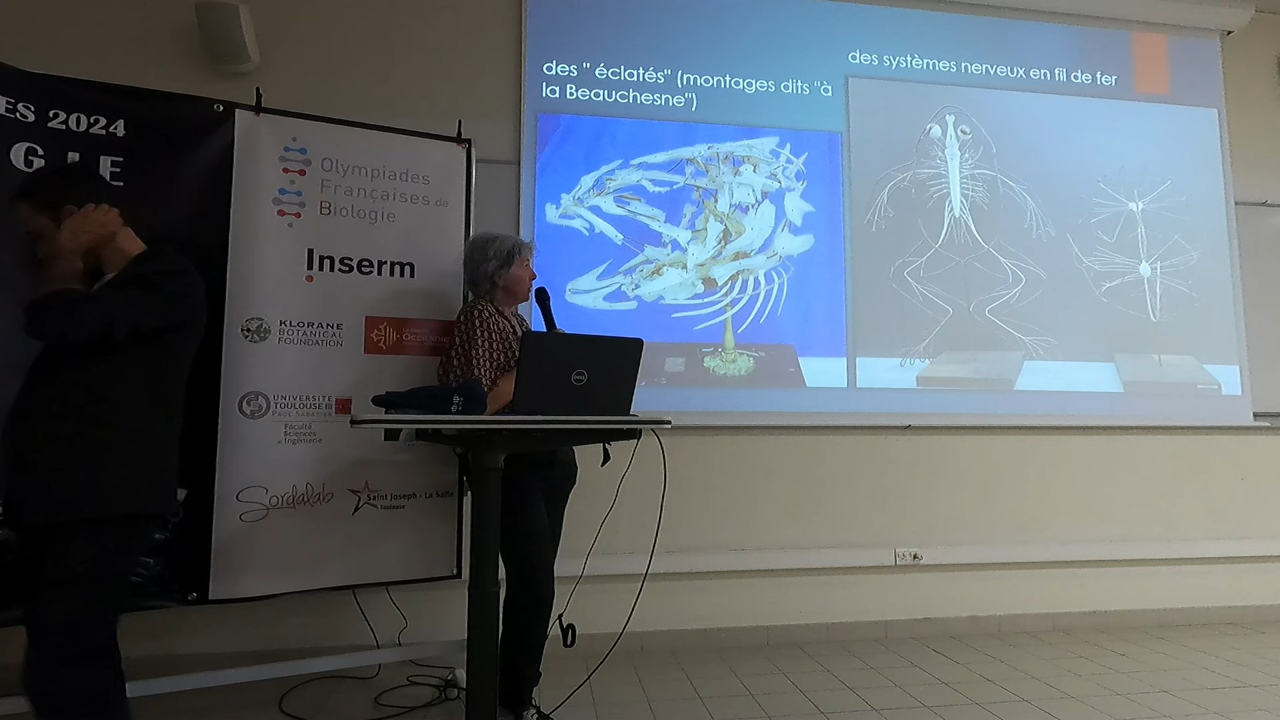 ES 2024
GIE
Olympiades
Françaises de
Biologie
Inserm
KLORANE
BOTANICAL
FOUNDATION
UNIVERSITE
TOULOUSE III
PAUL SABATIER
Faculté
Sciences
et Ingénierie
Sordalab
Saint Joseph - La Salle
Toulouse
DELL
des " éclatés" (montages dits "à
la Beauchesne")
des systèmes nerveux en fil de fer